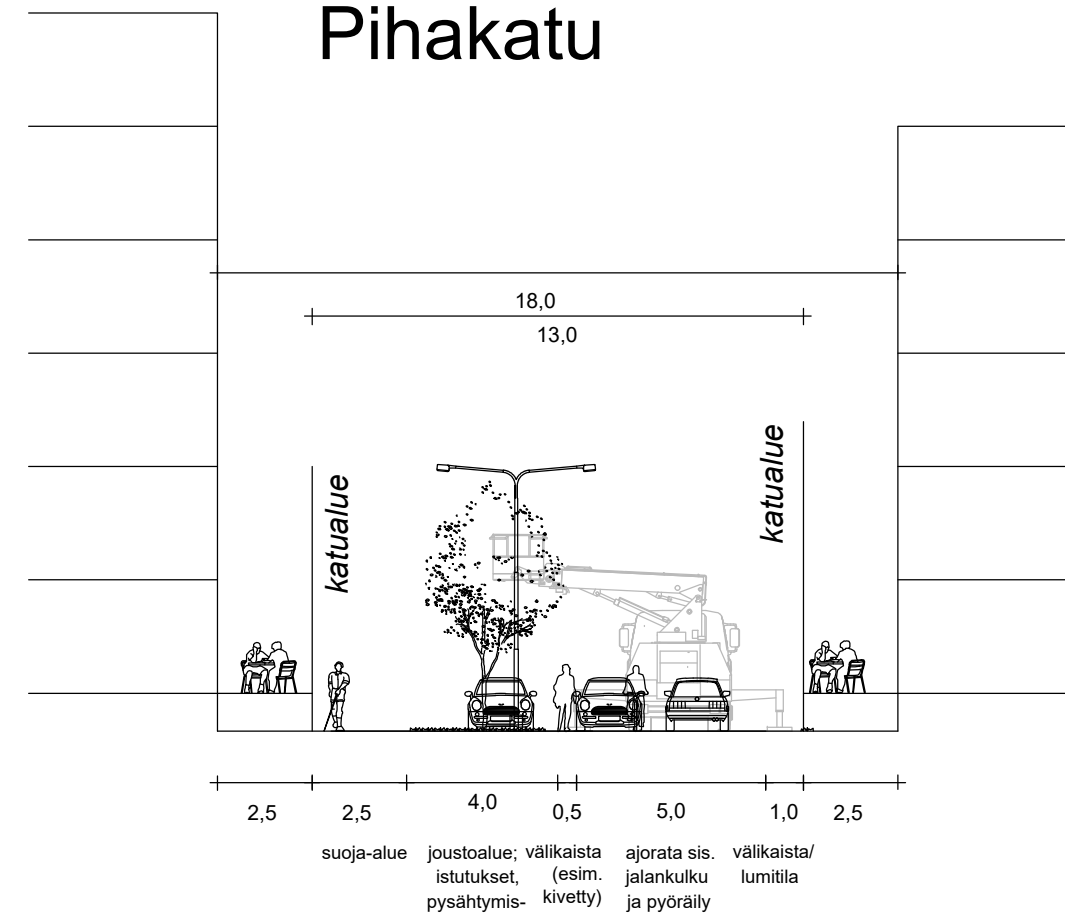 Pihakatu
18,0
13,0
katualue
katualue
2,5
2,5
4,0
0,5
5,0
1,0
2,5
suoja-alue
joustoalue;
istutukset,
pysähtymis-
välikaista
(esim.
kivetty)
ajorata sis.
jalankulku
ja pyöräily
välikaista/
lumitila